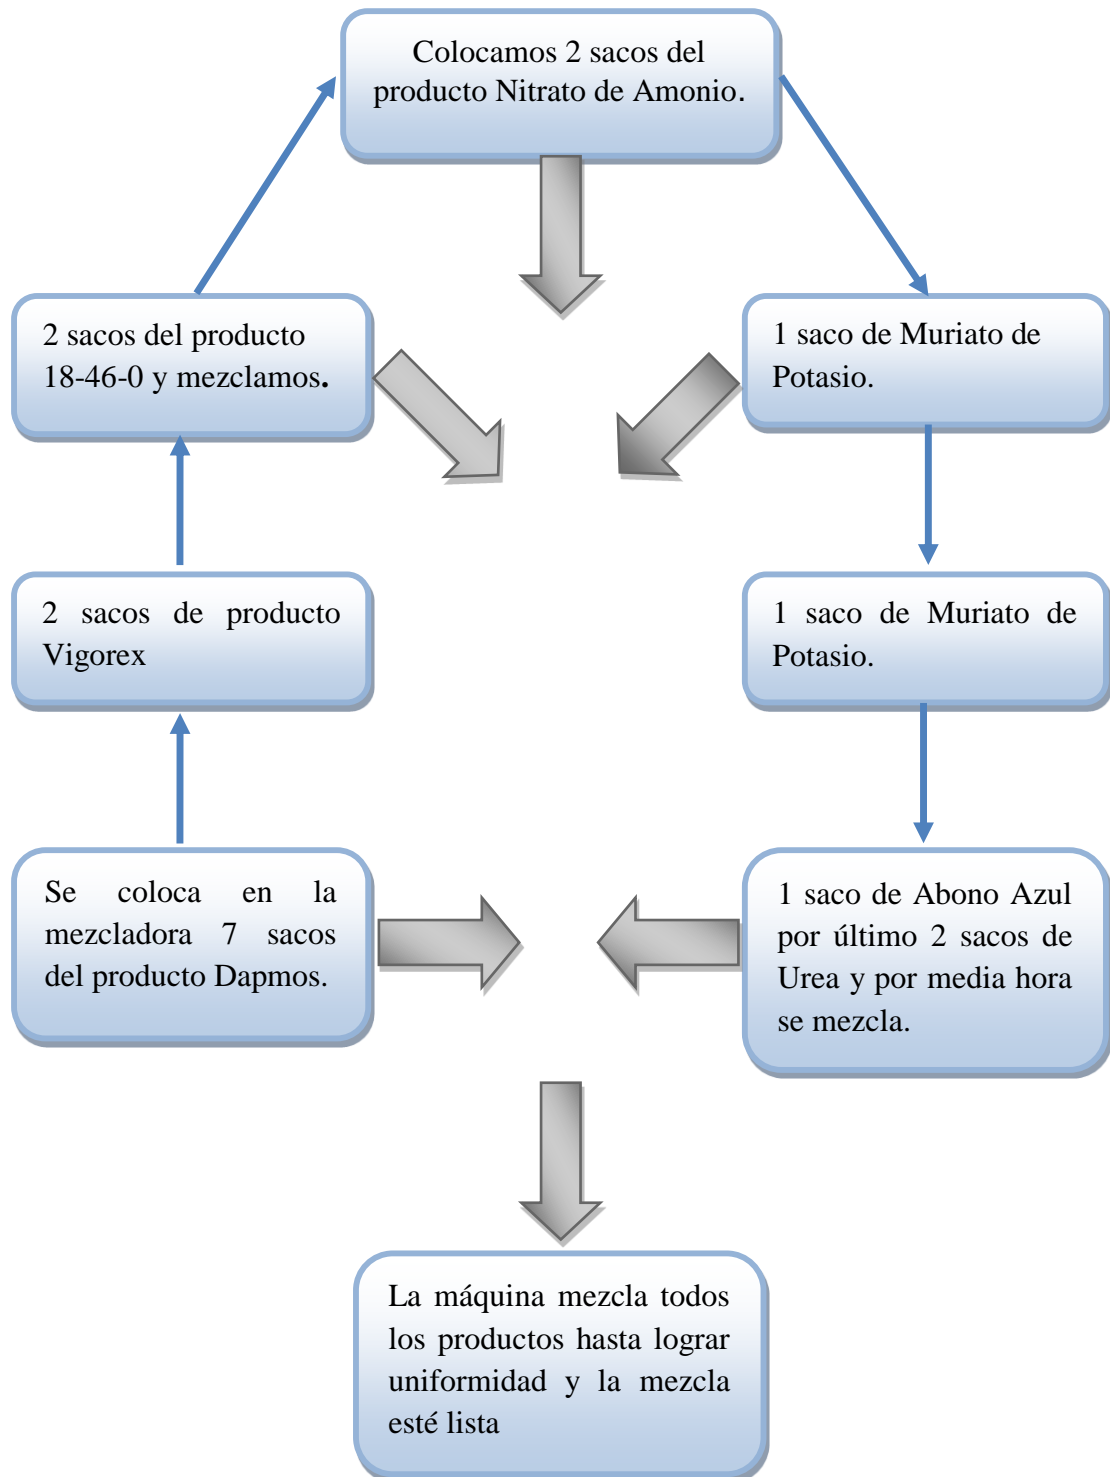 Colocamos 2 sacos del
producto Nitrato de Amonio.
2 sacos del producto
18-46-0 y mezclamos.
1 saco de Muriato de
Potasio.
2 sacos de producto
Vigorex
1 saco de Muriato de
Potasio.
Se coloca en la
mezcladora 7 sacos
del producto Dapmos.
1 saco de Abono Azul
por último 2 sacos de
Urea y por media hora
se mezcla.
La máquina mezcla todos
los productos hasta lograr
uniformidad y la mezcla
esté lista